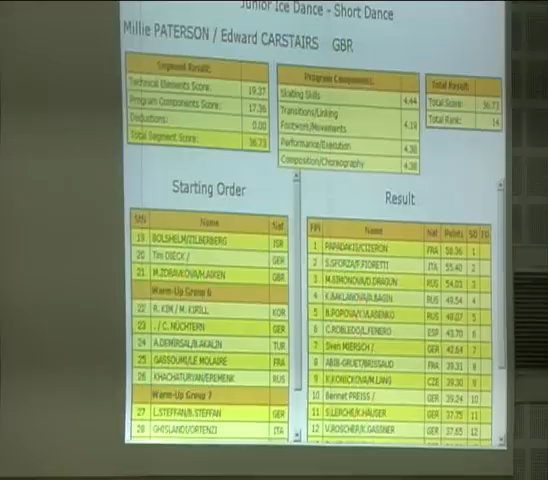 Junior Ice Dance - Short Dance
Millie PATERSON / Edward CARSTAIRS GBR
Segment Result:
Technical Elements Score: 19.37
Program Components Score: 17.36
Deductions: 0.00
Total Segment Score: 36.73
Program Components:
Skating Skills 4.44
Transitions/Linking
Footwork/Movements 4.19
Performance/Execution 4.38
Composition/Choreography 4.38
Total Result:
Total Score: 36.73
Total Rank: 14
Starting Order
StN Name Nat
19 BOLSHEM/ZILBERBERG ISR
20 Tim DIECK / GER
21 M.ZDRAVKOVA/H.AIKEN GBR
Warm-Up Group 6
22 R. KIM / M. KIRILL KOR
23 . / C. NÜCHTERN GER
24 A.DEMIRSAL/B.AKALIN TUR
25 GASSOUMI/LE MOLAIRE FRA
26 KHACHATURYAN/EREMENK RUS
Warm-Up Group 7
27 L.STEFFAN/B.STEFFAN GER
28 GHISLANDI/ORTENZI ITA
Result
FPl Name Nat Points SD FD
1 PAPADAKIS/CIZERON FRA 58.36 1
2 S.SFORZA/F.FIORETTI ITA 55.40 2
3 M.SIMONOVA/D.DRAGUN RUS 54.03 3
4 K.BAKLANOVA/A.BAGIN RUS 49.54 4
5 B.POPOVA/V.VLASENKO RUS 49.07 5
6 C.ROBLEDO/L.FENERO ESP 43.70 6
7 Sven MIERSCH / GER 42.64 7
8 ABIB-GRUET/BRISSAUD FRA 39.31 8
9 K.KONICKOVA/M.LANG CZE 39.30 9
10 Bennet PREISS / GER 39.24 10
11 S.LERCHE/K.HÄUSER GER 37.75 11
12 V.ROSCHER/K.GASSNER GER 37.65 12